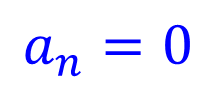 aₙ = 0